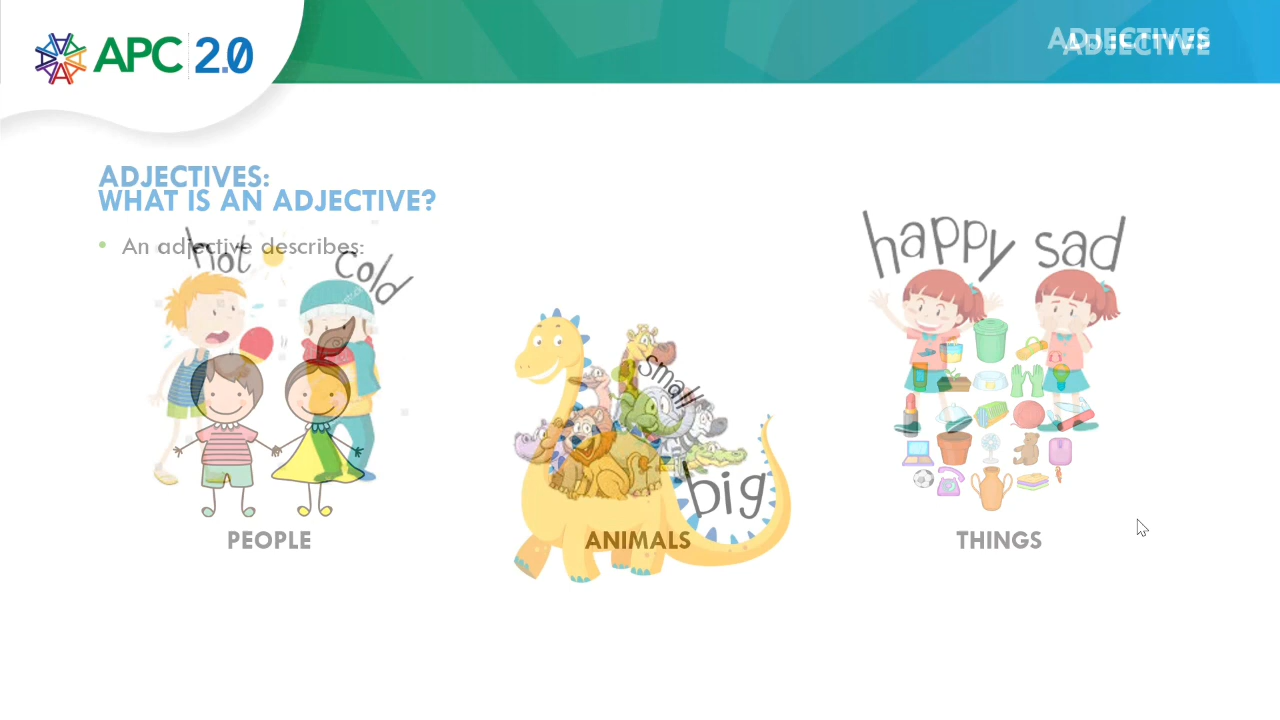 APC 2.0
ADJECTIVES
ADJECTIVE
ADJECTIVES:
WHAT IS AN ADJECTIVE?
• An adjective describes:
hot cold
happy sad
small
big
PEOPLE ANIMALS THINGS